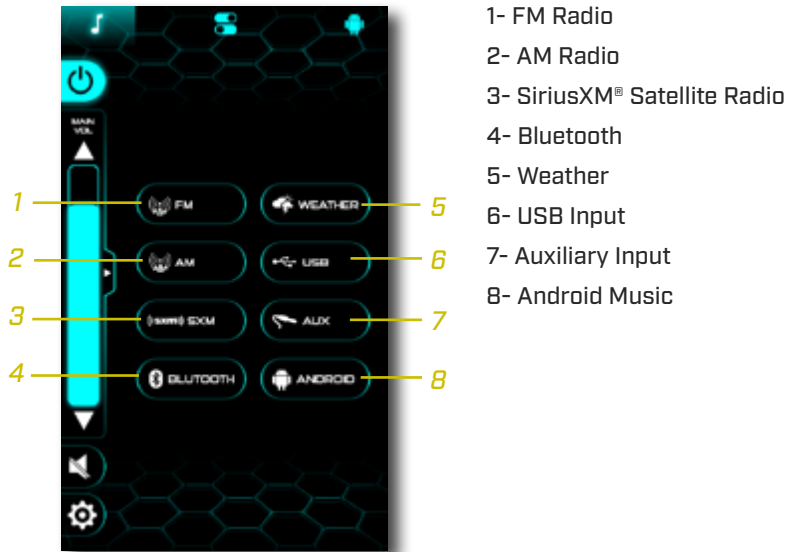 MAIN
VOL
1
FM
2
AM
3
(sxm) SXM
4
BLUTOOTH
WEATHER
5
USB
6
AUX
7
ANDROID
8
1- FM Radio
2- AM Radio
3- SiriusXM® Satellite Radio
4- Bluetooth
5- Weather
6- USB Input
7- Auxiliary Input
8- Android Music